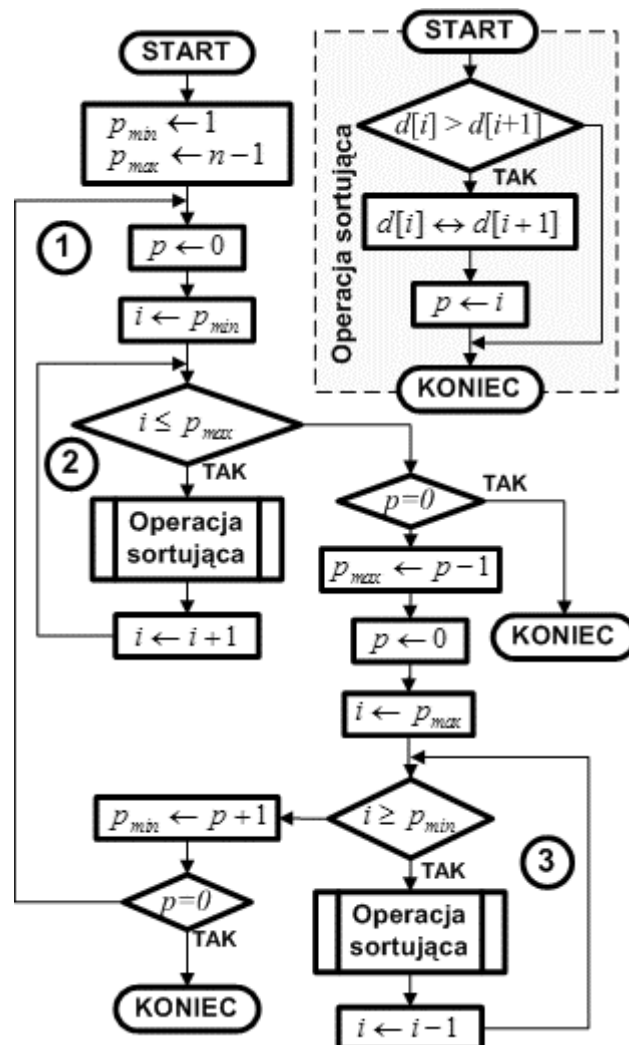 START
p_min ← 1
p_max ← n − 1
1
p ← 0
i ← p_min
i ≤ p_max
TAK
2
Operacja
sortująca
i ← i + 1
p=0
TAK
KONIEC
p_max ← p − 1
p ← 0
i ← p_max
i ≥ p_min
TAK
3
Operacja
sortująca
i ← i − 1
p_min ← p + 1
p=0
TAK
KONIEC
Operacja sortująca
START
d[i] > d[i+1]
TAK
d[i] ↔ d[i + 1]
p ← i
KONIEC